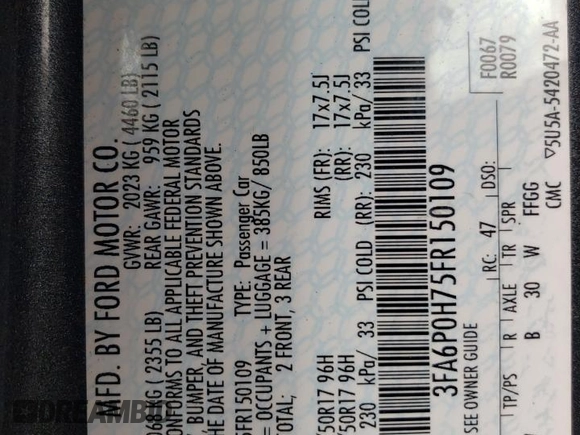 MFD. BY FORD MOTOR CO.
GVWR: 2023 KG ( 4460 LB)
KG ( 2355 LB) REAR GAWR: 959 KG ( 2115 LB)
TO ALL APPLICABLE FEDERAL MOTOR
BUMPER, AND THEFT PREVENTION STANDARDS
THE DATE OF MANUFACTURE SHOWN ABOVE.
FR150109 TYPE: Passenger Car
= OCCUPANTS + LUGGAGE = 385KG/ 850LB
2 FRONT, 3 REAR
50R17 96H RIMS (FR): 17x7.5J
50R17 96H (RR): 17x7.5J
230 kPa/ 33 PSI COLD (RR): 230 kPa/ 33 PSI COLD
3FA6P0H75FR150109
SEE OWNER GUIDE RC: 47 DSO: F0067
R0079
TP/PS R AXLE TR SPR
B 30 W FFGG
CMC ▽5U5A-5420472-AA
DREAMBID